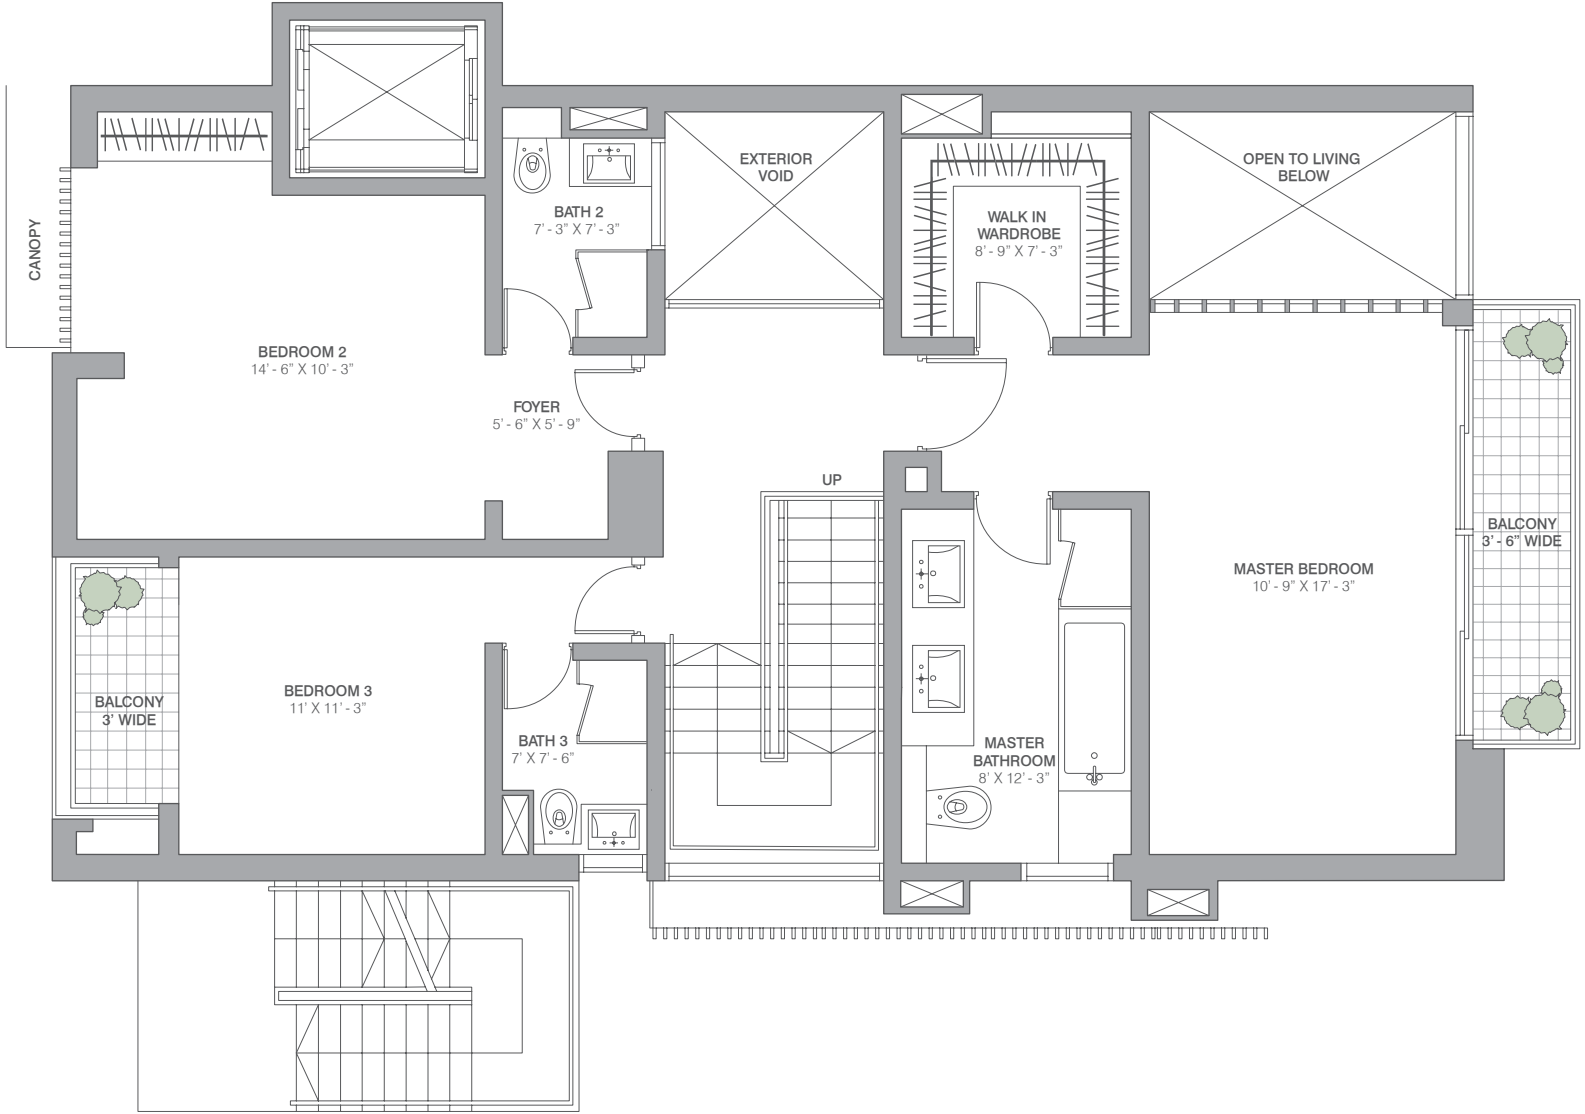 EXTERIOR
VOID
OPEN TO LIVING
BELOW
BATH 2
7' - 3" X 7' - 3"
WALK IN
WARDROBE
8' - 9" X 7' - 3"
CANOPY
BEDROOM 2
14' - 6" X 10' - 3"
FOYER
5' - 6" X 5' - 9"
UP
BALCONY
3' - 6" WIDE
MASTER BEDROOM
10' - 9" X 17' - 3"
BEDROOM 3
11' X 11' - 3"
BALCONY
3' WIDE
BATH 3
7' X 7' - 6"
MASTER
BATHROOM
8' X 12' - 3"